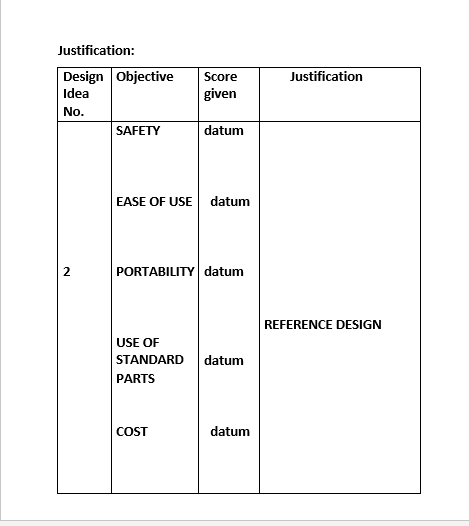 Justification:
Design Objective Score Justification
Idea given
No.
SAFETY datum
EASE OF USE datum
2 PORTABILITY datum
REFERENCE DESIGN
USE OF
STANDARD datum
PARTS
COST datum